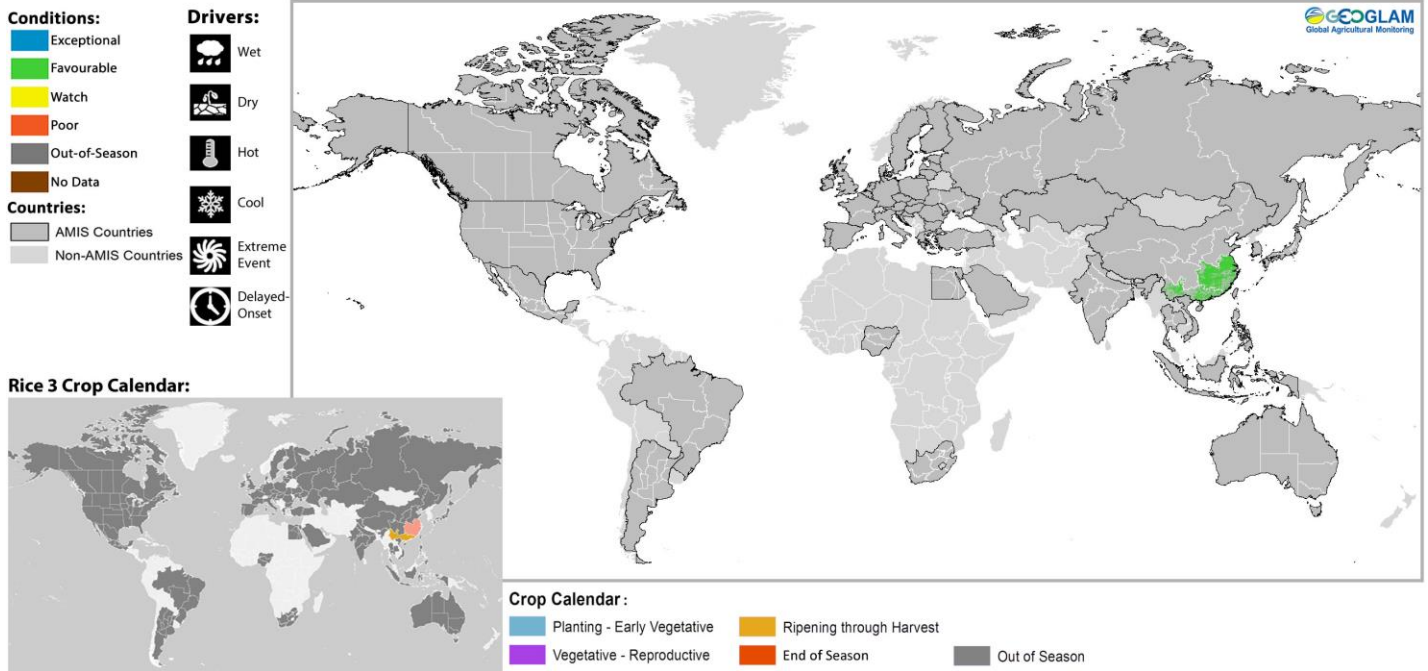 Conditions:
Exceptional
Favourable
Watch
Poor
Out-of-Season
No Data
Countries:
AMIS Countries
Non-AMIS Countries
Drivers:
Wet
Dry
Hot
Cool
Extreme
Event
Delayed-
Onset
GEOGLAM
Global Agricultural Monitoring
Rice 3 Crop Calendar:
Crop Calendar :
Planting - Early Vegetative
Ripening through Harvest
Vegetative - Reproductive
End of Season
Out of Season